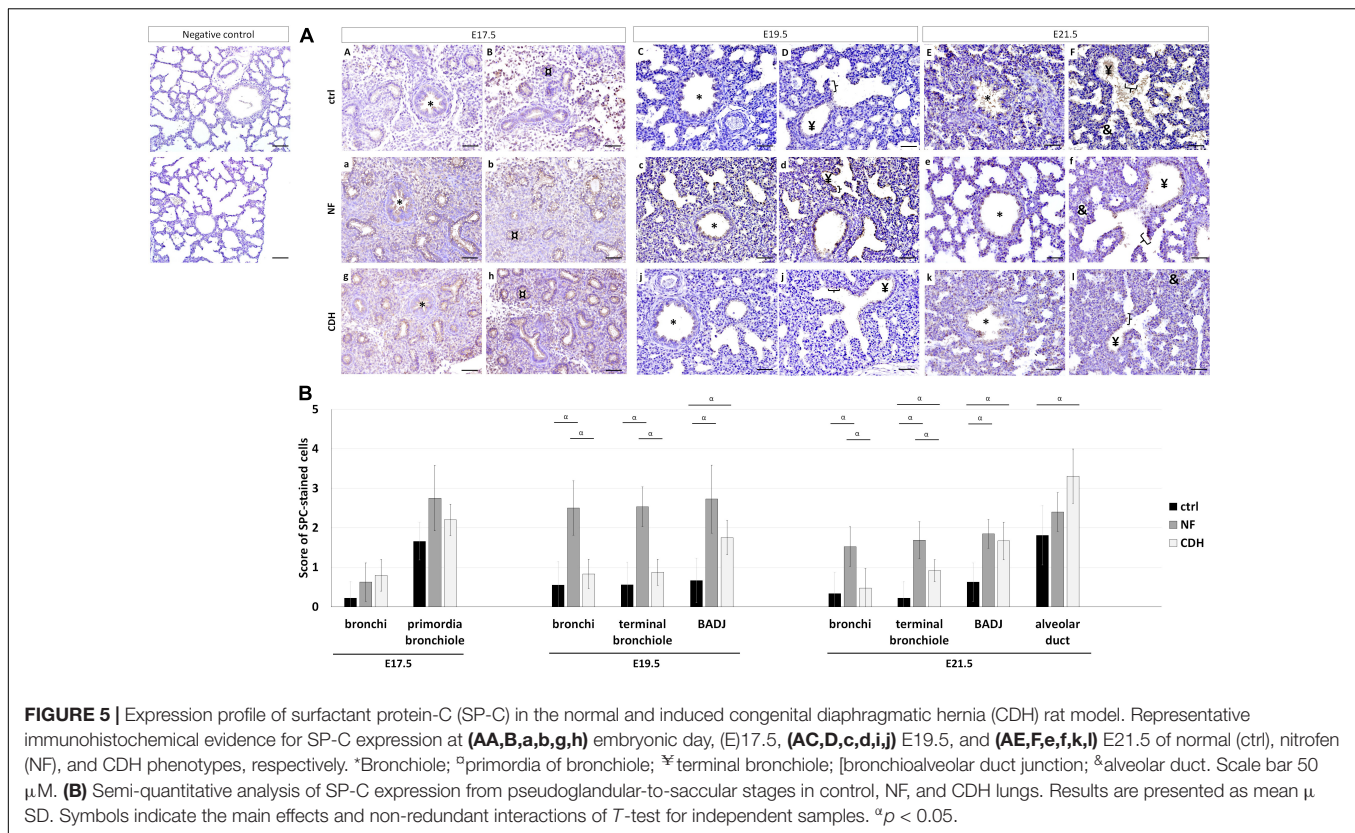 Negative control
A
E17.5
E19.5
E21.5
ctrl
A
*
B
¤
C
*
D
}
¥
E
*
F
¥
&
NF
a
*
b
¤
c
*
d
¥
}
e
*
f
¥
&
CDH
g
*
h
¤
j
*
j
¥
k
*
l
&
}
¥
B
Score of SPC-stained cells
5
4
3
2
1
0
α
α
α
α
α
α
α
α
α
α
α
α
α
α
ctrl
NF
CDH
bronchi
primordia bronchiole
bronchi
terminal bronchiole
BADJ
bronchi
terminal bronchiole
BADJ
alveolar duct
E17.5
E19.5
E21.5
FIGURE 5 | Expression profile of surfactant protein-C (SP-C) in the normal and induced congenital diaphragmatic hernia (CDH) rat model. Representative
immunohistochemical evidence for SP-C expression at (AA,B,a,b,g,h) embryonic day, (E)17.5, (AC,D,c,d,i,j) E19.5, and (AE,F,e,f,k,l) E21.5 of normal (ctrl), nitrofen
(NF), and CDH phenotypes, respectively. *Bronchiole; ¤primordia of bronchiole; ¥terminal bronchiole; [bronchioalveolar duct junction; &alveolar duct. Scale bar 50
μM. (B) Semi-quantitative analysis of SP-C expression from pseudoglandular-to-saccular stages in control, NF, and CDH lungs. Results are presented as mean μ
SD. Symbols indicate the main effects and non-redundant interactions of T-test for independent samples. αp < 0.05.